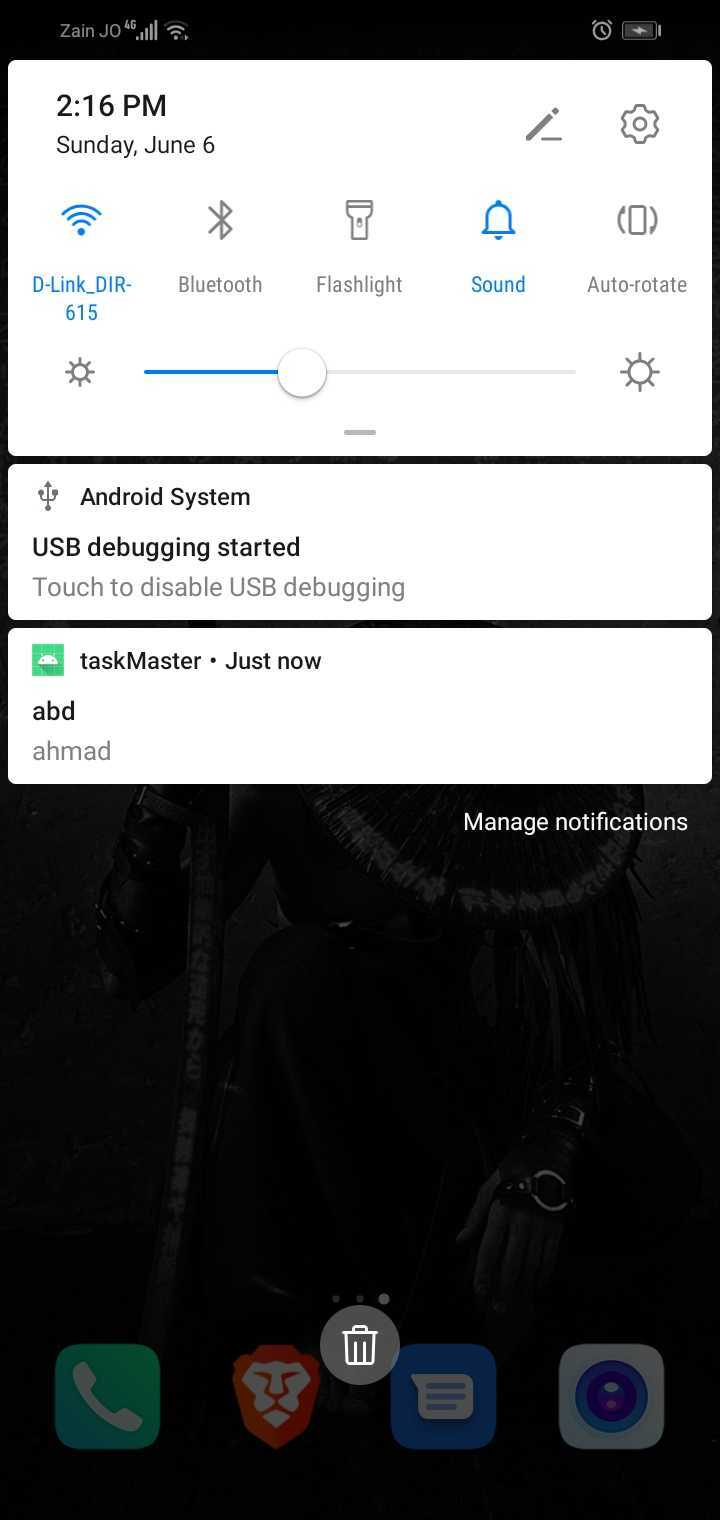 Zain JO 4G
2:16 PM
Sunday, June 6
D-Link_DIR-
615
Bluetooth
Flashlight
Sound
Auto-rotate
Android System
USB debugging started
Touch to disable USB debugging
taskMaster • Just now
abd
ahmad
Manage notifications